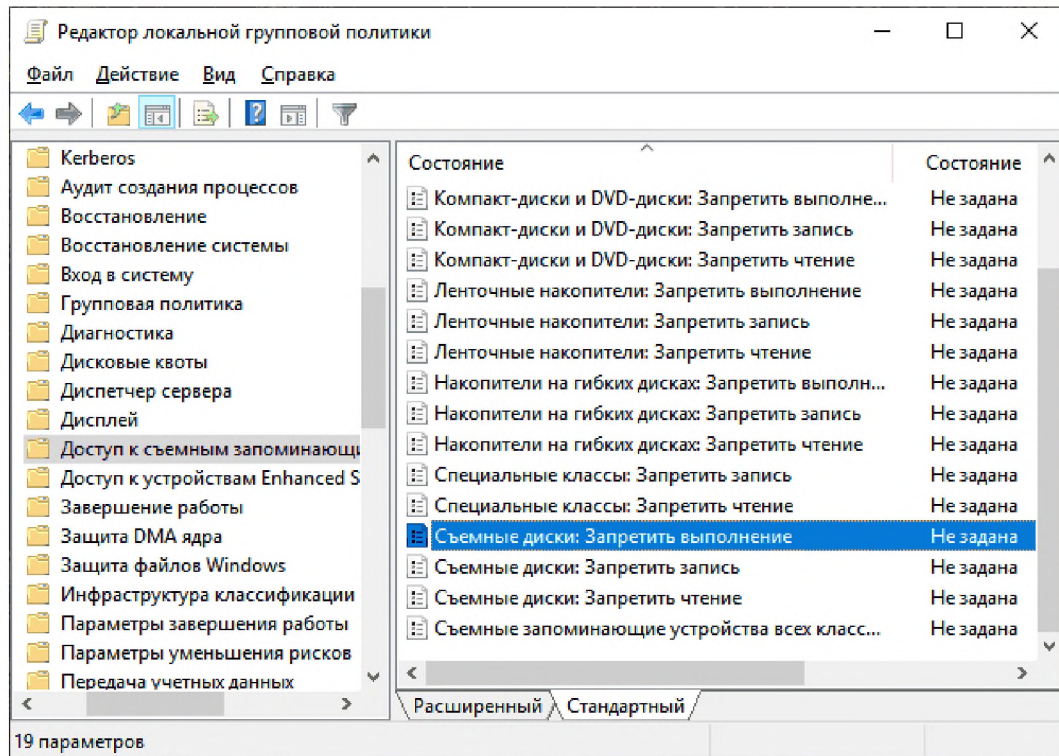 Редактор локальной групповой политики
Файл Действие Вид Справка
Kerberos
Аудит создания процессов
Восстановление
Восстановление системы
Вход в систему
Групповая политика
Диагностика
Дисковые квоты
Диспетчер сервера
Дисплей
Доступ к съемным запоминающи
Доступ к устройствам Enhanced S
Завершение работы
Защита DMA ядра
Защита файлов Windows
Инфраструктура классификации
Параметры завершения работы
Параметры уменьшения рисков
Передача учетных данных
Состояние Состояние
Компакт-диски и DVD-диски: Запретить выполне... Не задана
Компакт-диски и DVD-диски: Запретить запись Не задана
Компакт-диски и DVD-диски: Запретить чтение Не задана
Ленточные накопители: Запретить выполнение Не задана
Ленточные накопители: Запретить запись Не задана
Ленточные накопители: Запретить чтение Не задана
Накопители на гибких дисках: Запретить выполн... Не задана
Накопители на гибких дисках: Запретить запись Не задана
Накопители на гибких дисках: Запретить чтение Не задана
Специальные классы: Запретить запись Не задана
Специальные классы: Запретить чтение Не задана
Съемные диски: Запретить выполнение Не задана
Съемные диски: Запретить запись Не задана
Съемные диски: Запретить чтение Не задана
Съемные запоминающие устройства всех класс... Не задана
Расширенный Стандартный
19 параметров